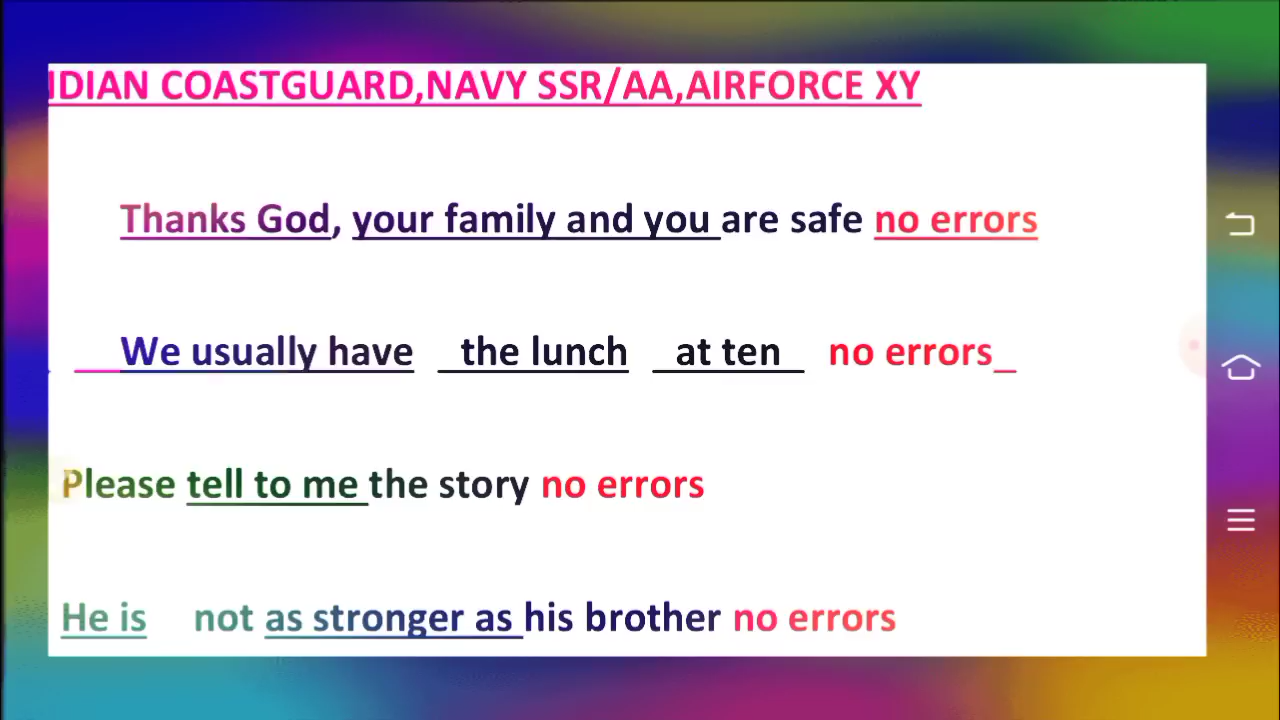 IDIAN COASTGUARD,NAVY SSR/AA,AIRFORCE XY
Thanks God, your family and you are safe no errors
We usually have the lunch at ten no errors_
Please tell to me the story no errors
He is not as stronger as his brother no errors